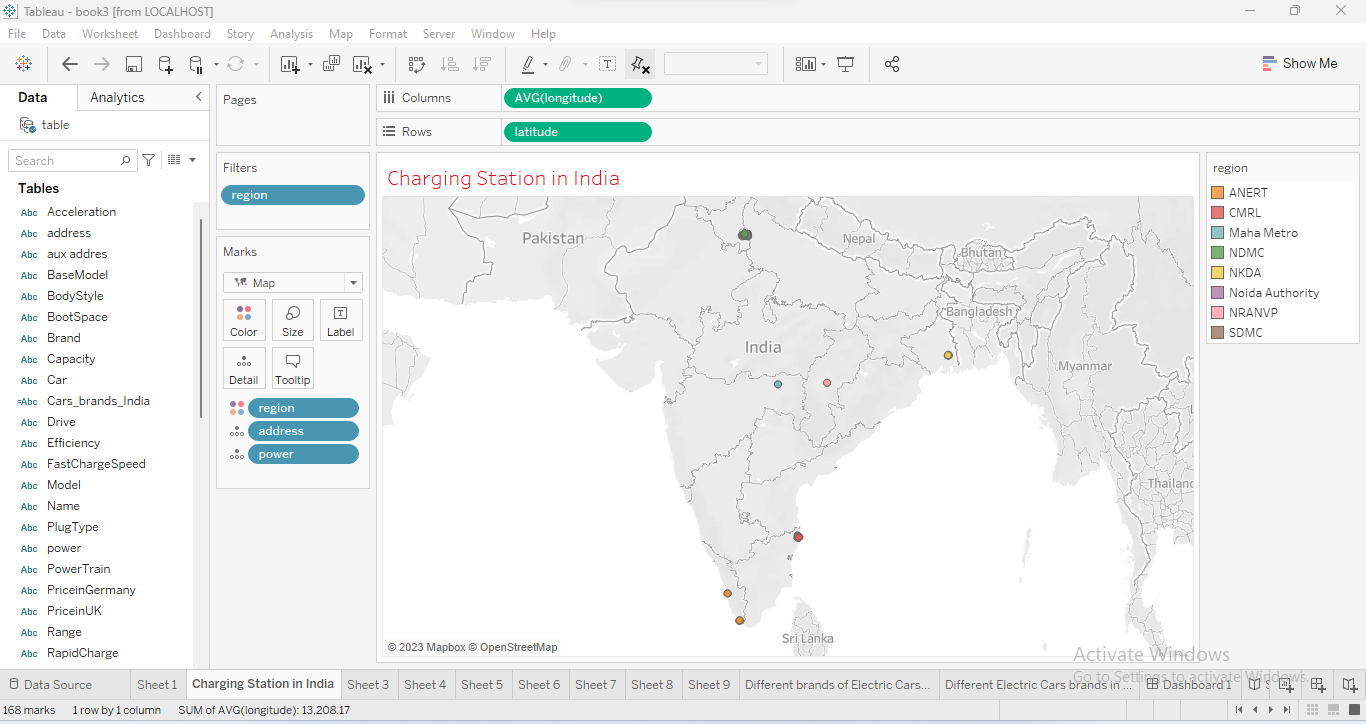 Tableau - book3 [from LOCALHOST]
File Data Worksheet Dashboard Story Analysis Map Format Server Window Help
Show Me
Data Analytics
table
Search
Tables
Abc Acceleration
Abc address
Abc aux addres
Abc BaseModel
Abc BodyStyle
Abc BootSpace
Abc Brand
Abc Capacity
Abc Car
=Abc Cars_brands_India
Abc Drive
Abc Efficiency
Abc FastChargeSpeed
Abc Model
Abc Name
Abc PlugType
Abc power
Abc PowerTrain
Abc PriceinGermany
Abc PriceinUK
Abc Range
Abc RapidCharge
Pages
Filters
region
Marks
Map
Color Size Label
Detail Tooltip
region
address
power
Columns AVG(longitude)
Rows latitude
Charging Station in India
Pakistan
Nepal
Bhutan
Bangladesh
India
Myanmar
Thailand
Sri Lanka
© 2023 Mapbox © OpenStreetMap
region
ANERT
CMRL
Maha Metro
NDMC
NKDA
Noida Authority
NRANVP
SDMC
Activate Windows
Go to Settings to activate Windows.
Data Source Sheet 1 Charging Station in India Sheet 3 Sheet 4 Sheet 5 Sheet 6 Sheet 7 Sheet 8 Sheet 9 Different brands of Electric Cars... Different Electric Cars brands in ... Dashboard 1
168 marks 1 row by 1 column SUM of AVG(longitude): 13,208.17